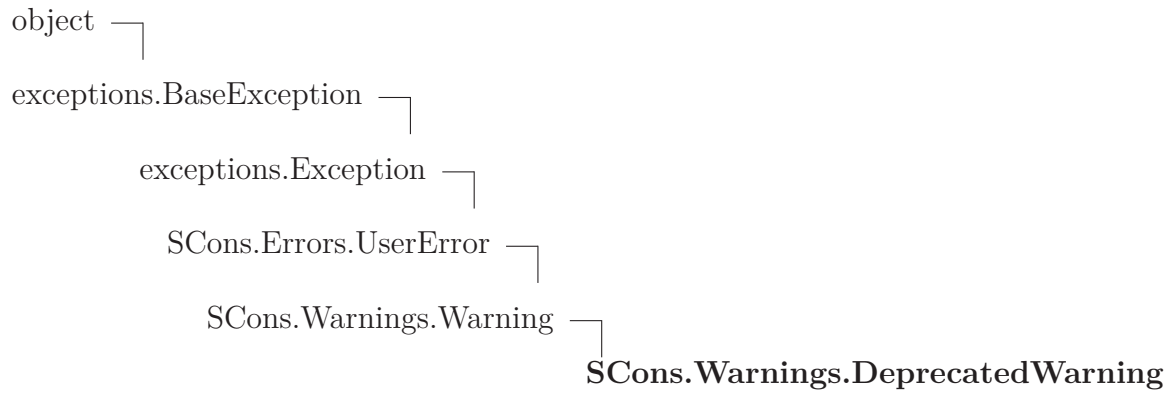 object
exceptions.BaseException
exceptions.Exception
SCons.Errors.UserError
SCons.Warnings.Warning
SCons.Warnings.DeprecatedWarning